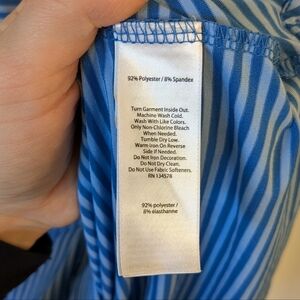 92% Polyester / 8% Spandex
Turn Garment Inside Out.
Machine Wash Cold.
Wash With Like Colors.
Only Non-Chlorine Bleach
When Needed.
Tumble Dry Low.
Warm Iron On Reverse
Side If Needed.
Do Not Iron Decoration.
Do Not Dry Clean.
Do Not Use Fabric Softeners.
RN 134578
92% polyester /
8% élasthanne